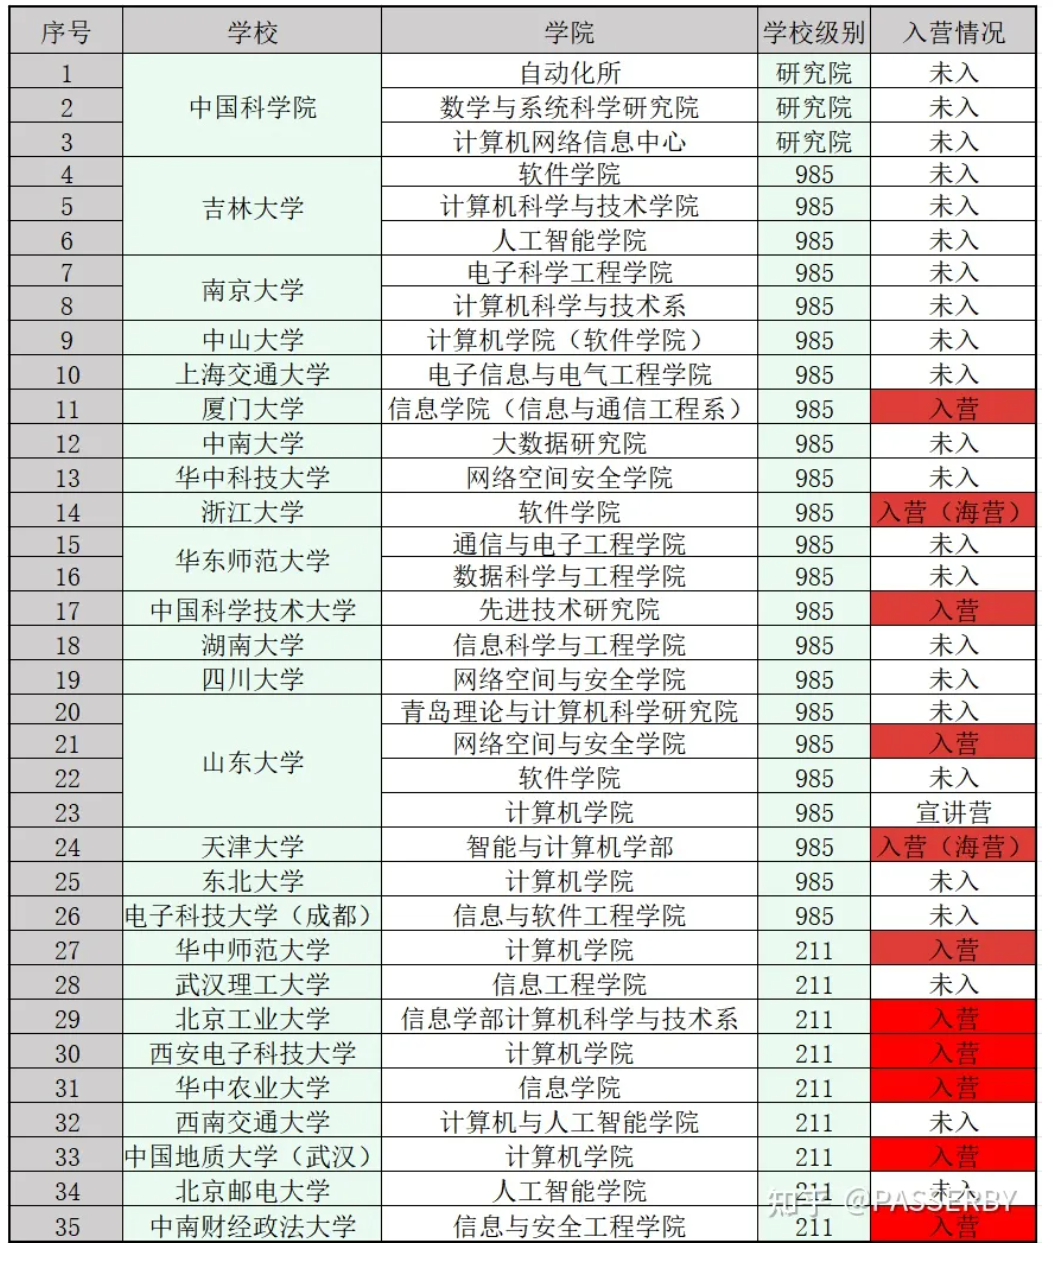 序号 学校 学院 学校级别 入营情况
1 中国科学院 自动化所 研究院 未入
2 数学与系统科学研究院 研究院 未入
3 计算机网络信息中心 研究院 未入
4 吉林大学 软件学院 985 未入
5 计算机科学与技术学院 985 未入
6 人工智能学院 985 未入
7 南京大学 电子科学工程学院 985 未入
8 计算机科学与技术系 985 未入
9 中山大学 计算机学院（软件学院） 985 未入
10 上海交通大学 电子信息与电气工程学院 985 未入
11 厦门大学 信息学院（信息与通信工程系） 985 入营
12 中南大学 大数据研究院 985 未入
13 华中科技大学 网络空间安全学院 985 未入
14 浙江大学 软件学院 985 入营（海营）
15 华东师范大学 通信与电子工程学院 985 未入
16 数据科学与工程学院 985 未入
17 中国科学技术大学 先进技术研究院 985 入营
18 湖南大学 信息科学与工程学院 985 未入
19 四川大学 网络空间与安全学院 985 未入
20 山东大学 青岛理论与计算机科学研究院 985 未入
21 网络空间与安全学院 985 入营
22 软件学院 985 未入
23 计算机学院 985 宣讲营
24 天津大学 智能与计算机学部 985 入营（海营）
25 东北大学 计算机学院 985 未入
26 电子科技大学（成都） 信息与软件工程学院 985 未入
27 华中师范大学 计算机学院 211 入营
28 武汉理工大学 信息工程学院 211 未入
29 北京工业大学 信息学部计算机科学与技术系 211 入营
30 西安电子科技大学 计算机学院 211 入营
31 华中农业大学 信息学院 211 入营
32 西南交通大学 计算机与人工智能学院 211 未入
33 中国地质大学（武汉） 计算机学院 211 入营
34 北京邮电大学 人工智能学院 211 未入
知乎 @PASSERBY
35 中南财经政法大学 信息与安全工程学院 211 入营